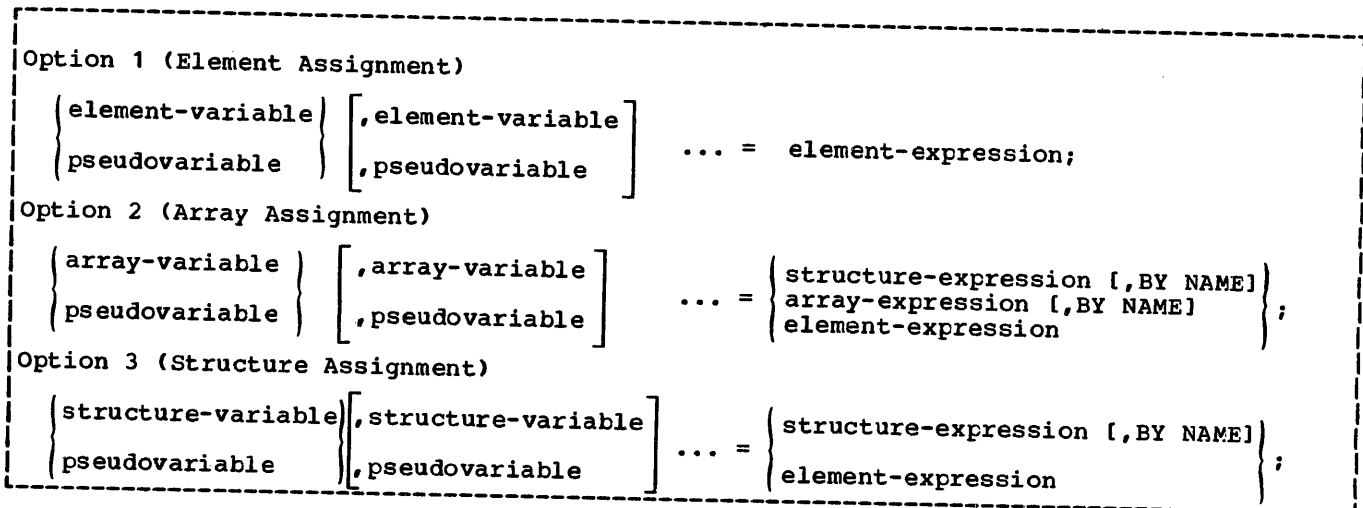 Option 1 (Element Assignment)
element-variable ,element-variable
... = element-expression;
pseudovariable ,pseudovariable
Option 2 (Array Assignment)
array-variable ,array-variable
structure-expression [,BY NAME]
... = array-expression [,BY NAME] ;
pseudovariable ,pseudovariable
element-expression
Option 3 (Structure Assignment)
structure-variable ,structure-variable
structure-expression [,BY NAME]
... = ;
pseudovariable ,pseudovariable
element-expression